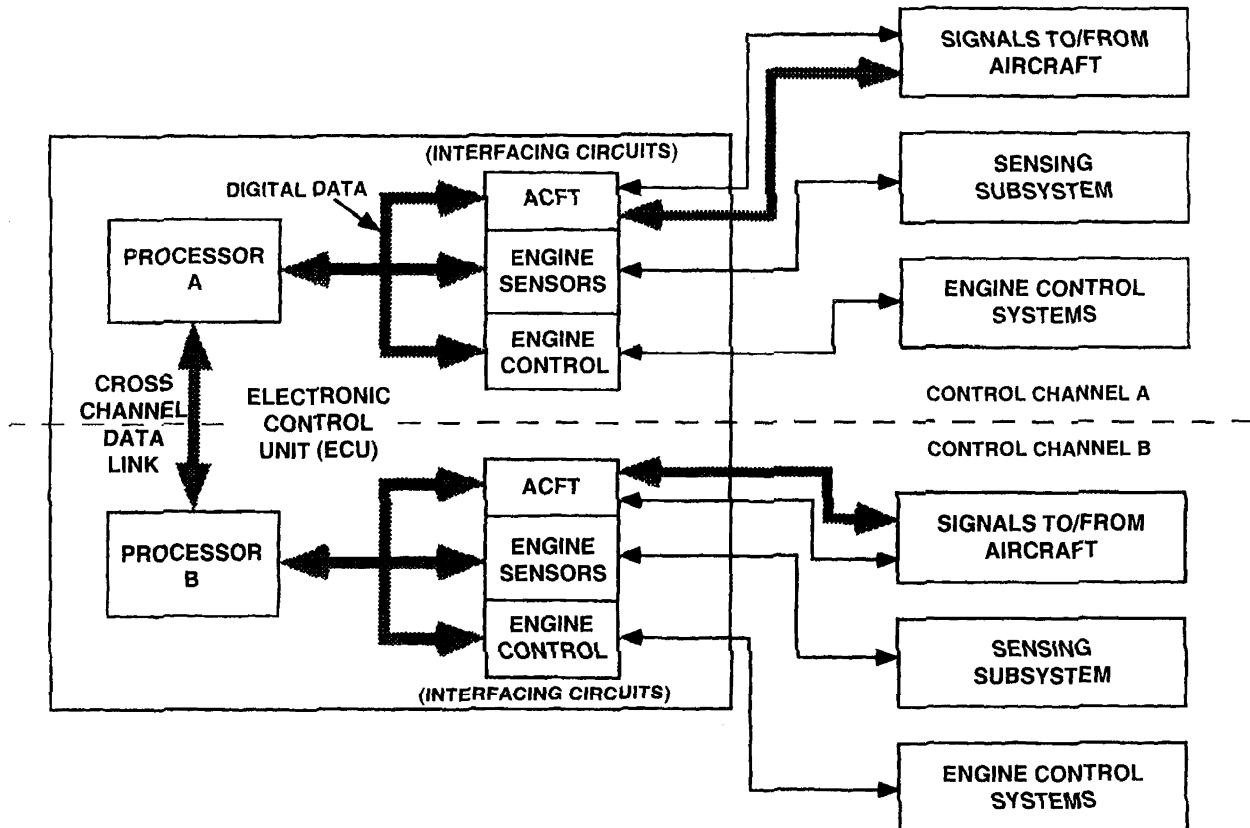 SIGNALS TO/FROM
AIRCRAFT
(INTERFACING CIRCUITS)
DIGITAL DATA
ACFT
SENSING
SUBSYSTEM
PROCESSOR
A
ENGINE
SENSORS
ENGINE CONTROL
SYSTEMS
ENGINE
CONTROL
CROSS
CHANNEL
DATA
LINK
ELECTRONIC
CONTROL
UNIT (ECU)
CONTROL CHANNEL A
CONTROL CHANNEL B
ACFT
SIGNALS TO/FROM
AIRCRAFT
PROCESSOR
B
ENGINE
SENSORS
ENGINE
CONTROL
SENSING
SUBSYSTEM
(INTERFACING CIRCUITS)
ENGINE CONTROL
SYSTEMS